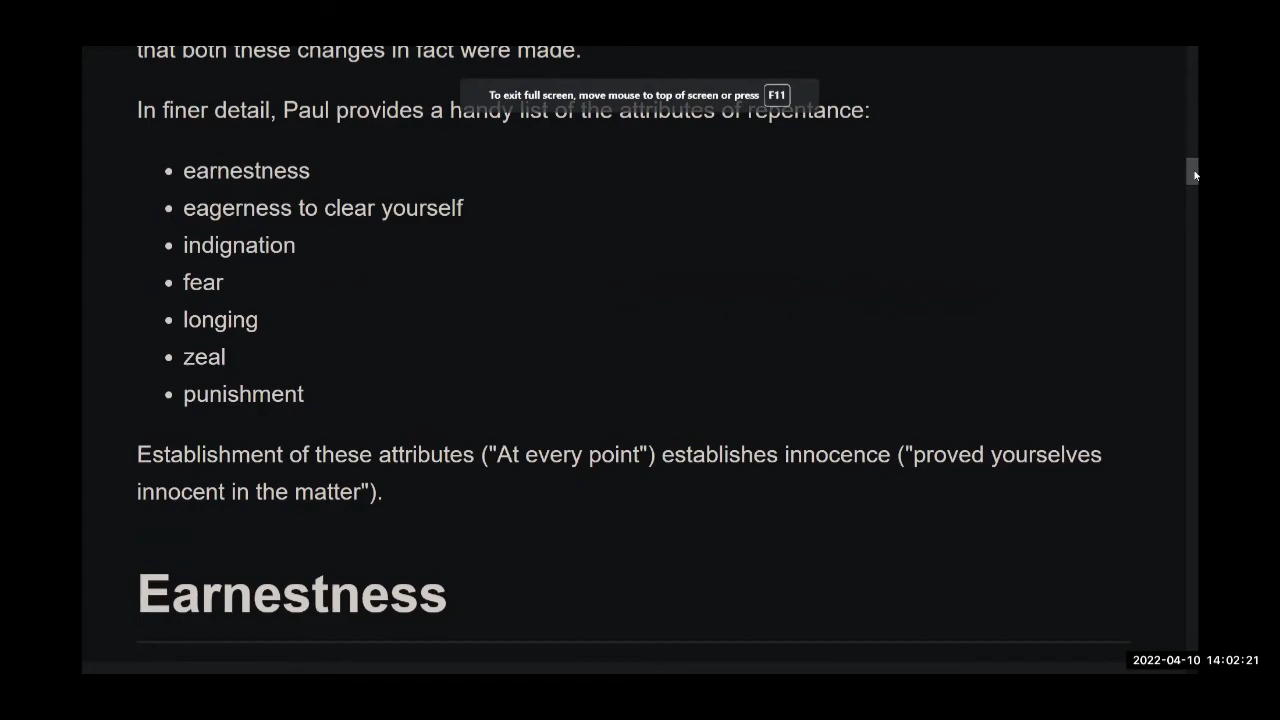 that both these changes in fact were made.
To exit full screen, move mouse to top of screen or press F11
In finer detail, Paul provides a handy list of the attributes of repentance:
• earnestness
• eagerness to clear yourself
• indignation
• fear
• longing
• zeal
• punishment
Establishment of these attributes ("At every point") establishes innocence ("proved yourselves
innocent in the matter").
Earnestness
2022-04-10 14:02:21